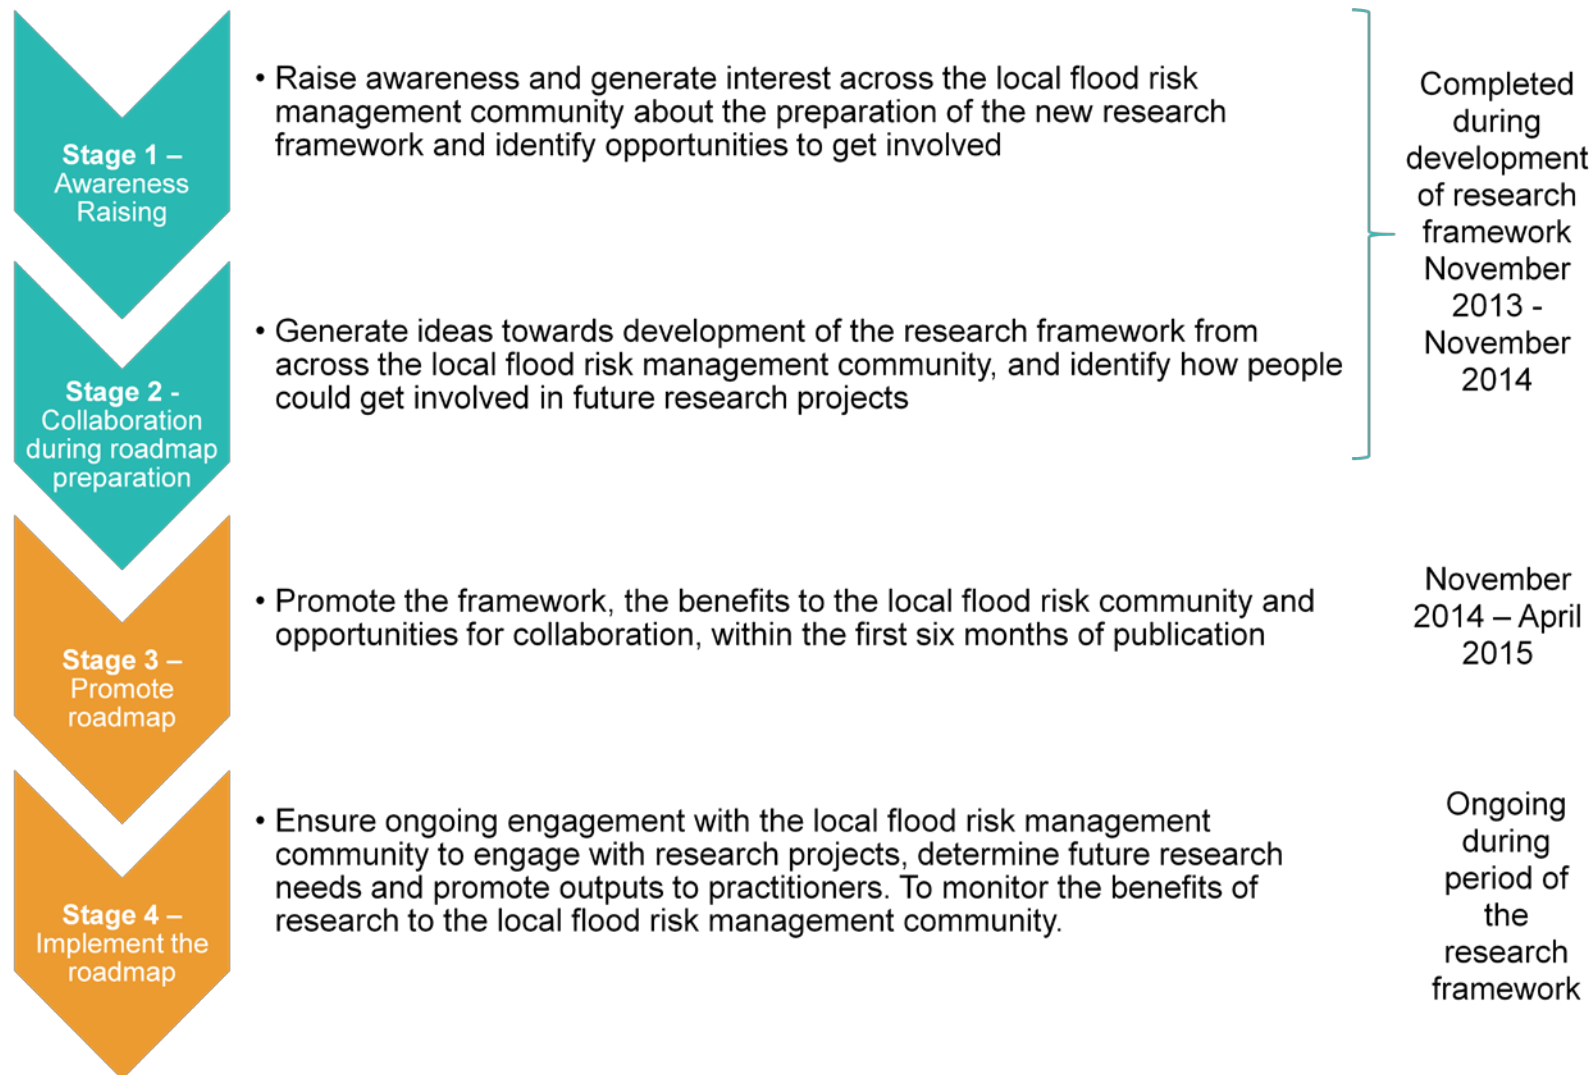 Stage 1 –
Awareness
Raising
• Raise awareness and generate interest across the local flood risk
management community about the preparation of the new research
framework and identify opportunities to get involved
Completed
during
development
of research
framework
November
2013 -
November
2014
Stage 2 -
Collaboration
during roadmap
preparation
• Generate ideas towards development of the research framework from
across the local flood risk management community, and identify how people
could get involved in future research projects
Stage 3 –
Promote
roadmap
• Promote the framework, the benefits to the local flood risk community and
opportunities for collaboration, within the first six months of publication
November
2014 – April
2015
Stage 4 –
Implement the
roadmap
• Ensure ongoing engagement with the local flood risk management
community to engage with research projects, determine future research
needs and promote outputs to practitioners. To monitor the benefits of
research to the local flood risk management community.
Ongoing
during
period of
the
research
framework